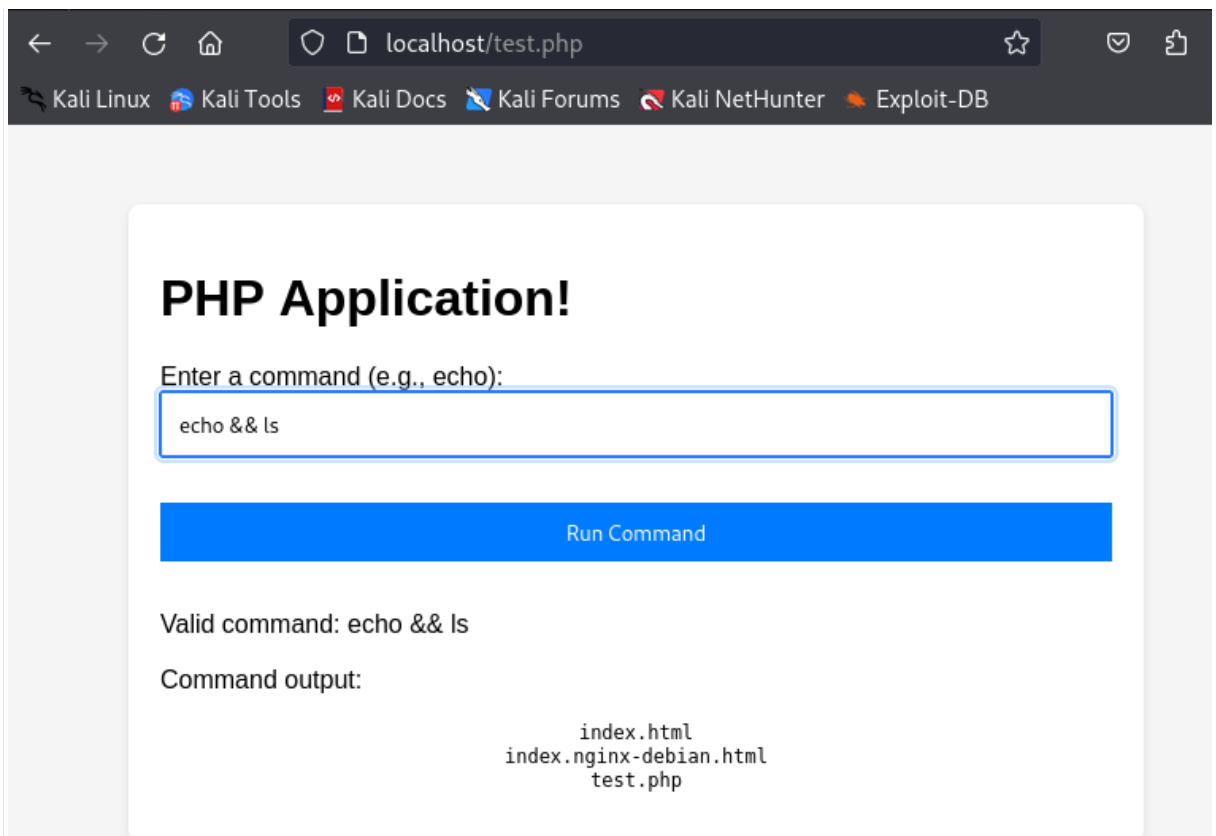 localhost/test.php
Kali Linux Kali Tools Kali Docs Kali Forums Kali NetHunter Exploit-DB
PHP Application!
Enter a command (e.g., echo):
echo && ls
Run Command
Valid command: echo && ls
Command output:
index.html
index.nginx-debian.html
test.php